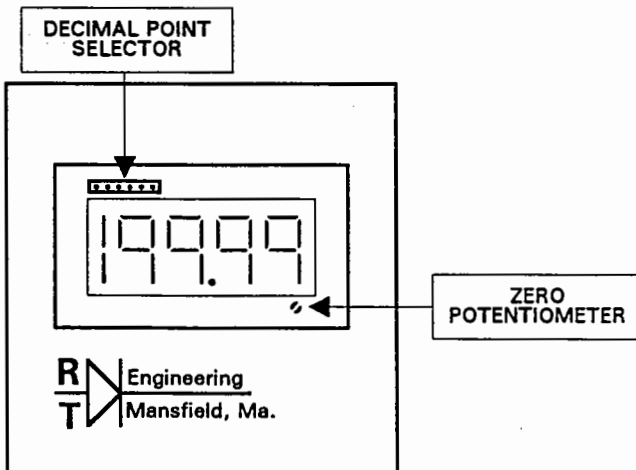 DECIMAL POINT
SELECTOR
199.99
ZERO
POTENTIOMETER
R
T
Engineering
Mansfield, Ma.